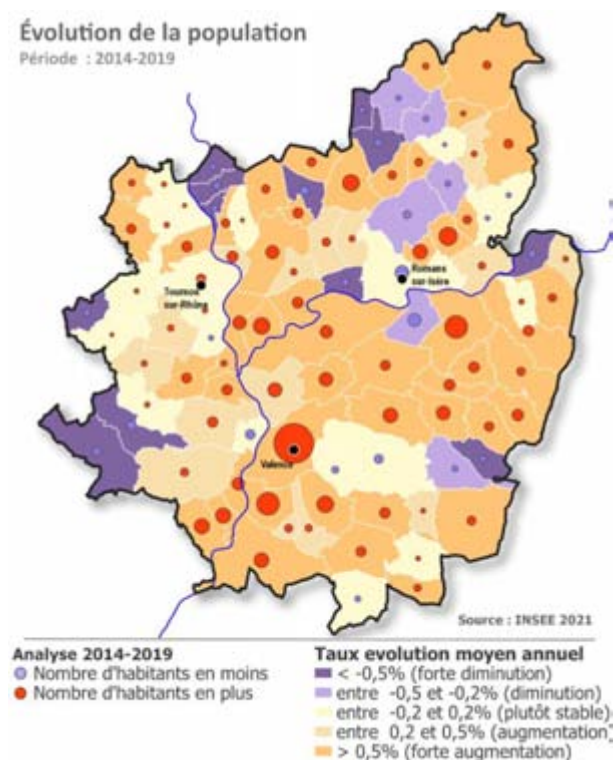 Évolution de la population
Période : 2014-2019
Romans
sur-Isère
Tournon
sur-Rhône
Valence
Source : INSEE 2021
Analyse 2014-2019
Nombre d'habitants en moins
Nombre d'habitants en plus
Taux evolution moyen annuel
< -0,5% (forte diminution)
entre -0,5 et -0,2% (diminution)
entre -0,2 et 0,2% (plutôt stable)
entre 0,2 et 0,5% (augmentation)
> 0,5% (forte augmentation)